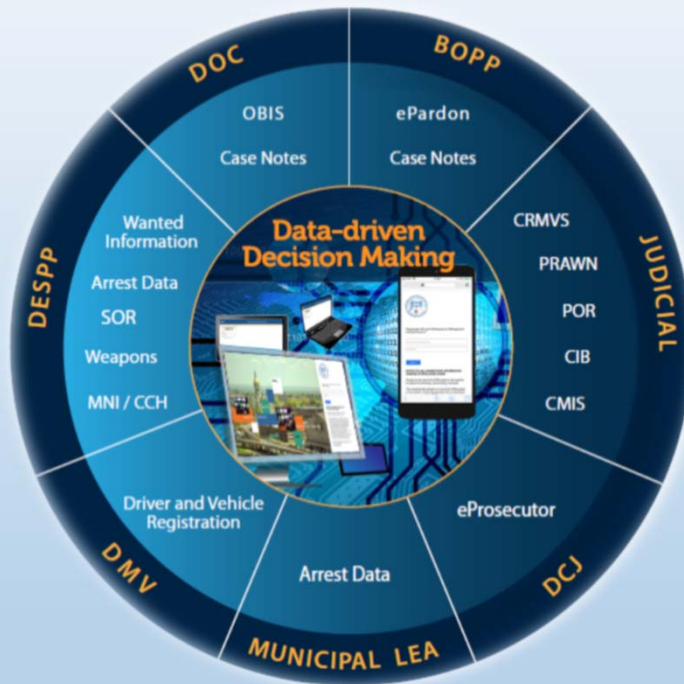 DOC
BOPP
OBIS
Case Notes
ePardon
Case Notes
DESPP
Wanted
Information
Arrest Data
SOR
Weapons
MNI / CCH
Data-driven
Decision Making
CRMVS
PRAWN
POR
CIB
CMIS
JUDICIAL
Driver and Vehicle
Registration
DMV
Arrest Data
MUNICIPAL LEA
eProsecutor
DCJ